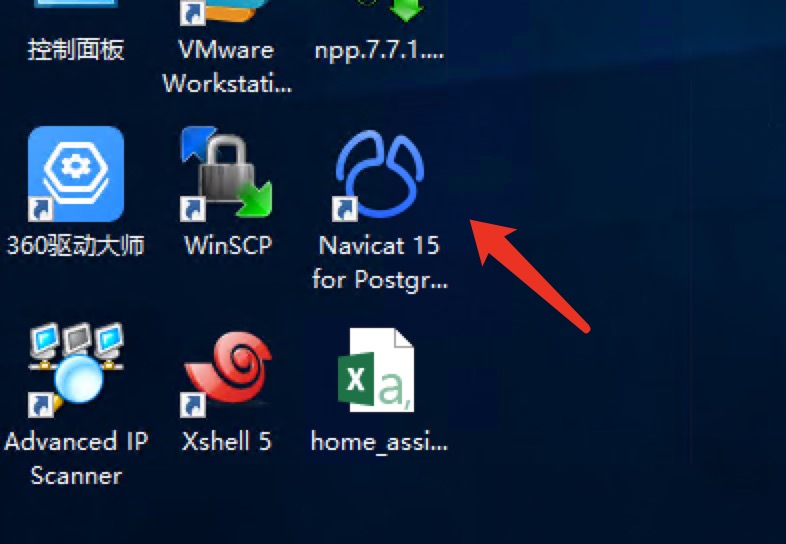 控制面板
VMware
Workstati...
npp.7.7.1....
360驱动大师
WinSCP
Navicat 15
for Postgr...
Advanced IP
Scanner
Xshell 5
home_assi...
X
a,